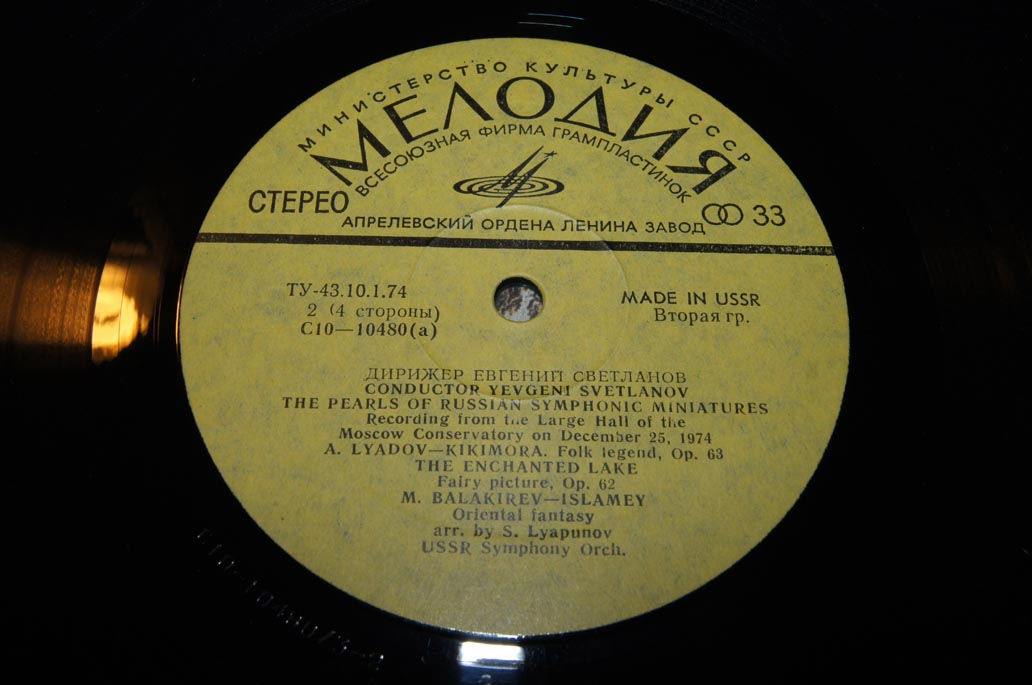 МИНИСТЕРСТВО КУЛЬТУРЫ СССР
МЕЛОДИЯ
ВСЕСОЮЗНАЯ ФИРМА ГРАМПЛАСТИНОК
СТЕРЕО
33
АПРЕЛЕВСКИЙ ОРДЕНА ЛЕНИНА ЗАВОД
ТУ-43.10.1.74
2 (4 стороны)
С10—10480(а)
MADE IN USSR
Вторая гр.
ДИРИЖЕР ЕВГЕНИЙ СВЕТЛАНОВ
CONDUCTOR YEVGENI SVETLANOV
THE PEARLS OF RUSSIAN SYMPHONIC MINIATURES
Recording from the Large Hall of the
Moscow Conservatory on December 25, 1974
A. LYADOV—KIKIMORA. Folk legend, Op. 63
THE ENCHANTED LAKE
Fairy picture, Op. 62
M. BALAKIREV—ISLAMEY
Oriental fantasy
arr. by S. Lyapunov
USSR Symphony Orch.